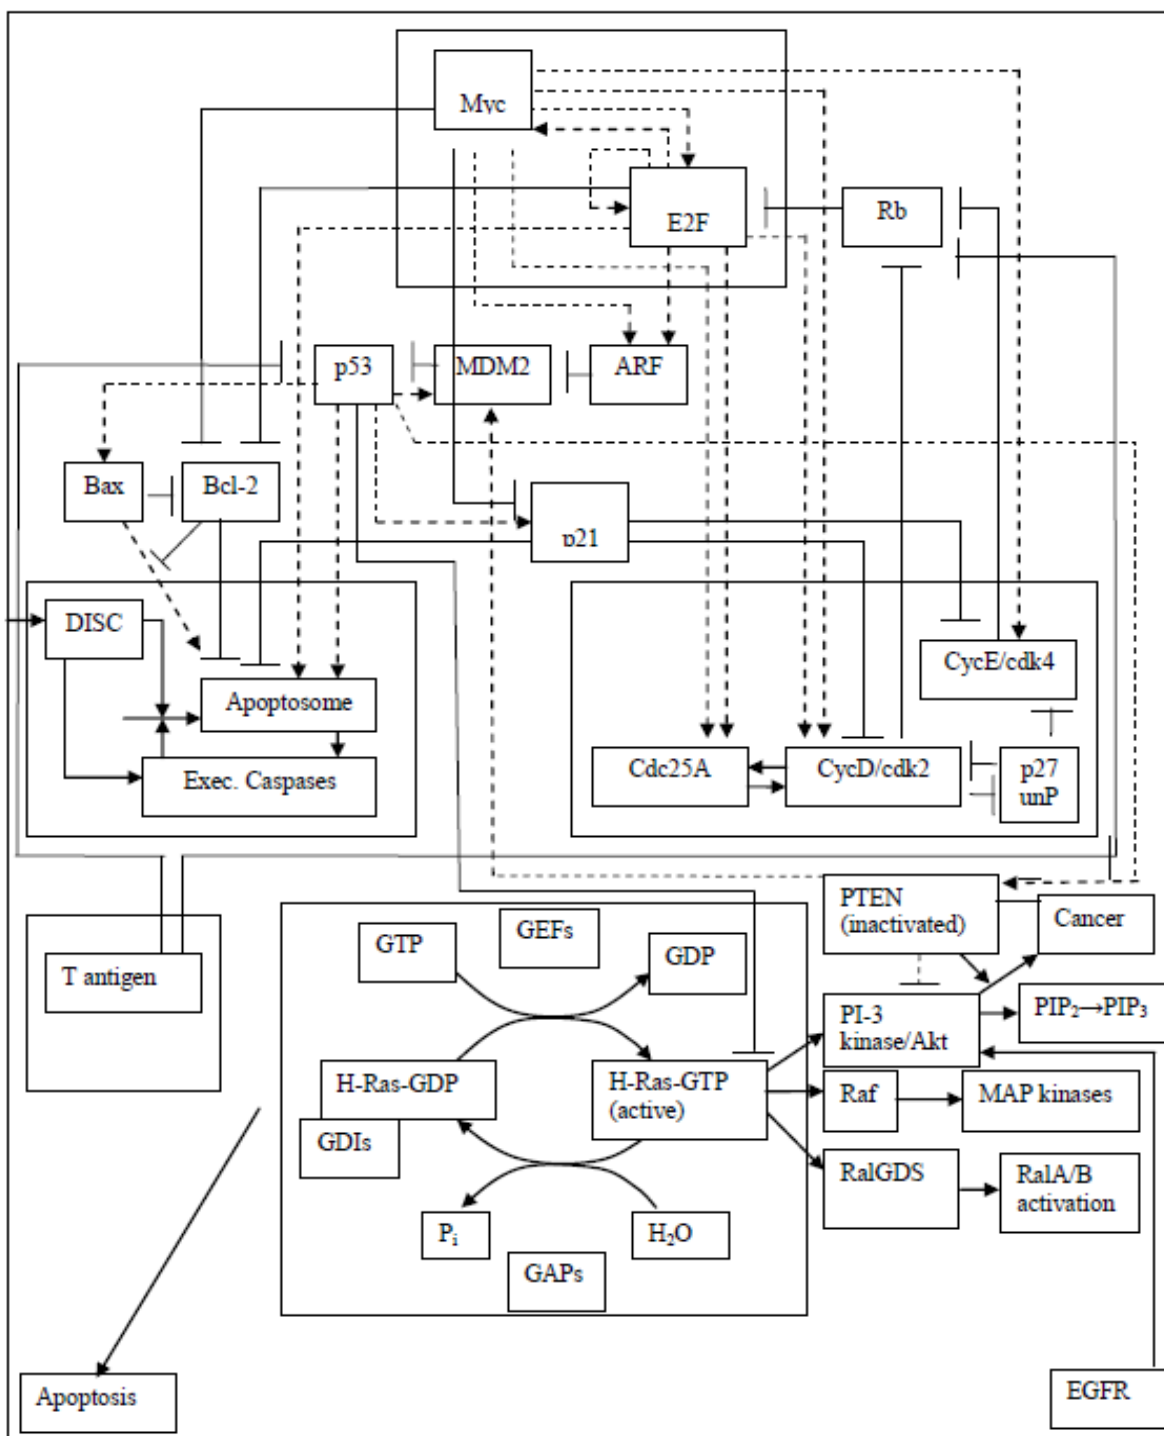 Myc
E2F
Rb
p53
MDM2
ARF
Bax
Bcl-2
p21
DISC
CycE/cdk4
Apoptosome
Cdc25A
CycD/cdk2
p27
unP
Exec. Caspases
PTEN
(inactivated)
Cancer
GTP
GEFs
GDP
T antigen
PI-3
kinase/Akt
PIP₂→PIP₃
H-Ras-GDP
H-Ras-GTP
(active)
Raf
MAP kinases
GDIs
RalGDS
RalA/B
activation
Pᵢ
H₂O
GAPs
Apoptosis
EGFR